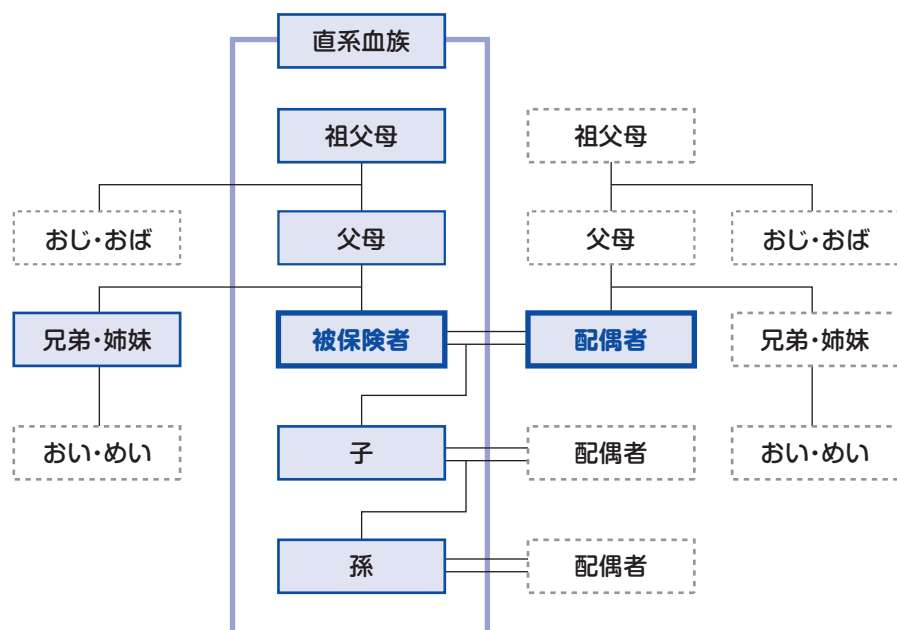 直系血族
祖父母
祖父母
おじ・おば
父母
父母
おじ・おば
兄弟・姉妹
被保険者
配偶者
兄弟・姉妹
おい・めい
子
配偶者
おい・めい
孫
配偶者